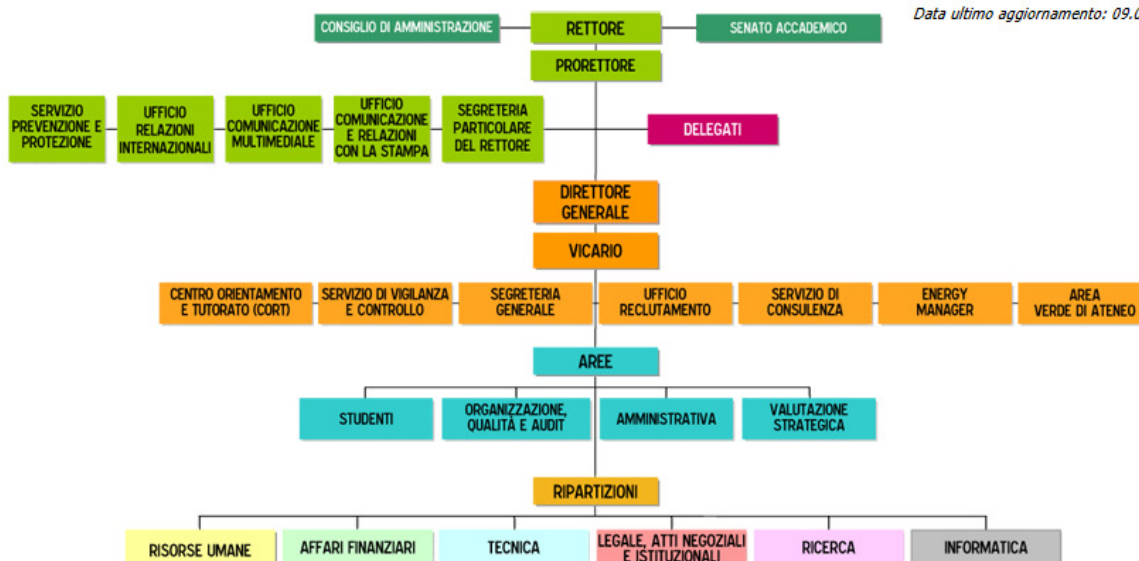 Data ultimo aggiornamento: 09.0
CONSIGLIO DI AMMINISTRAZIONE
RETTORE
SENATO ACCADEMICO
PRORETTORE
SERVIZIO
PREVENZIONE E
PROTEZIONE
UFFICIO
RELAZIONI
INTERNAZIONALI
UFFICIO
COMUNICAZIONE
MULTIMEDIALE
UFFICIO
COMUNICAZIONE
E RELAZIONI
CON LA STAMPA
SEGRETERIA
PARTICOLARE
DEL RETTORE
DELEGATI
DIRETTORE
GENERALE
VICARIO
CENTRO ORIENTAMENTO
E TUTORATO (CORT)
SERVIZIO DI VIGILANZA
E CONTROLLO
SEGRETERIA
GENERALE
UFFICIO
RECLUTAMENTO
SERVIZIO DI
CONSULENZA
ENERGY
MANAGER
AREA
VERDE DI ATENEO
AREE
STUDENTI
ORGANIZZAZIONE,
QUALITÀ E AUDIT
AMMINISTRATIVA
VALUTAZIONE
STRATEGICA
RIPARTIZIONI
RISORSE UMANE
AFFARI FINANZIARI
TECNICA
LEGALE, ATTI NEGOZIALI
E ISTITUZIONALI
RICERCA
INFORMATICA